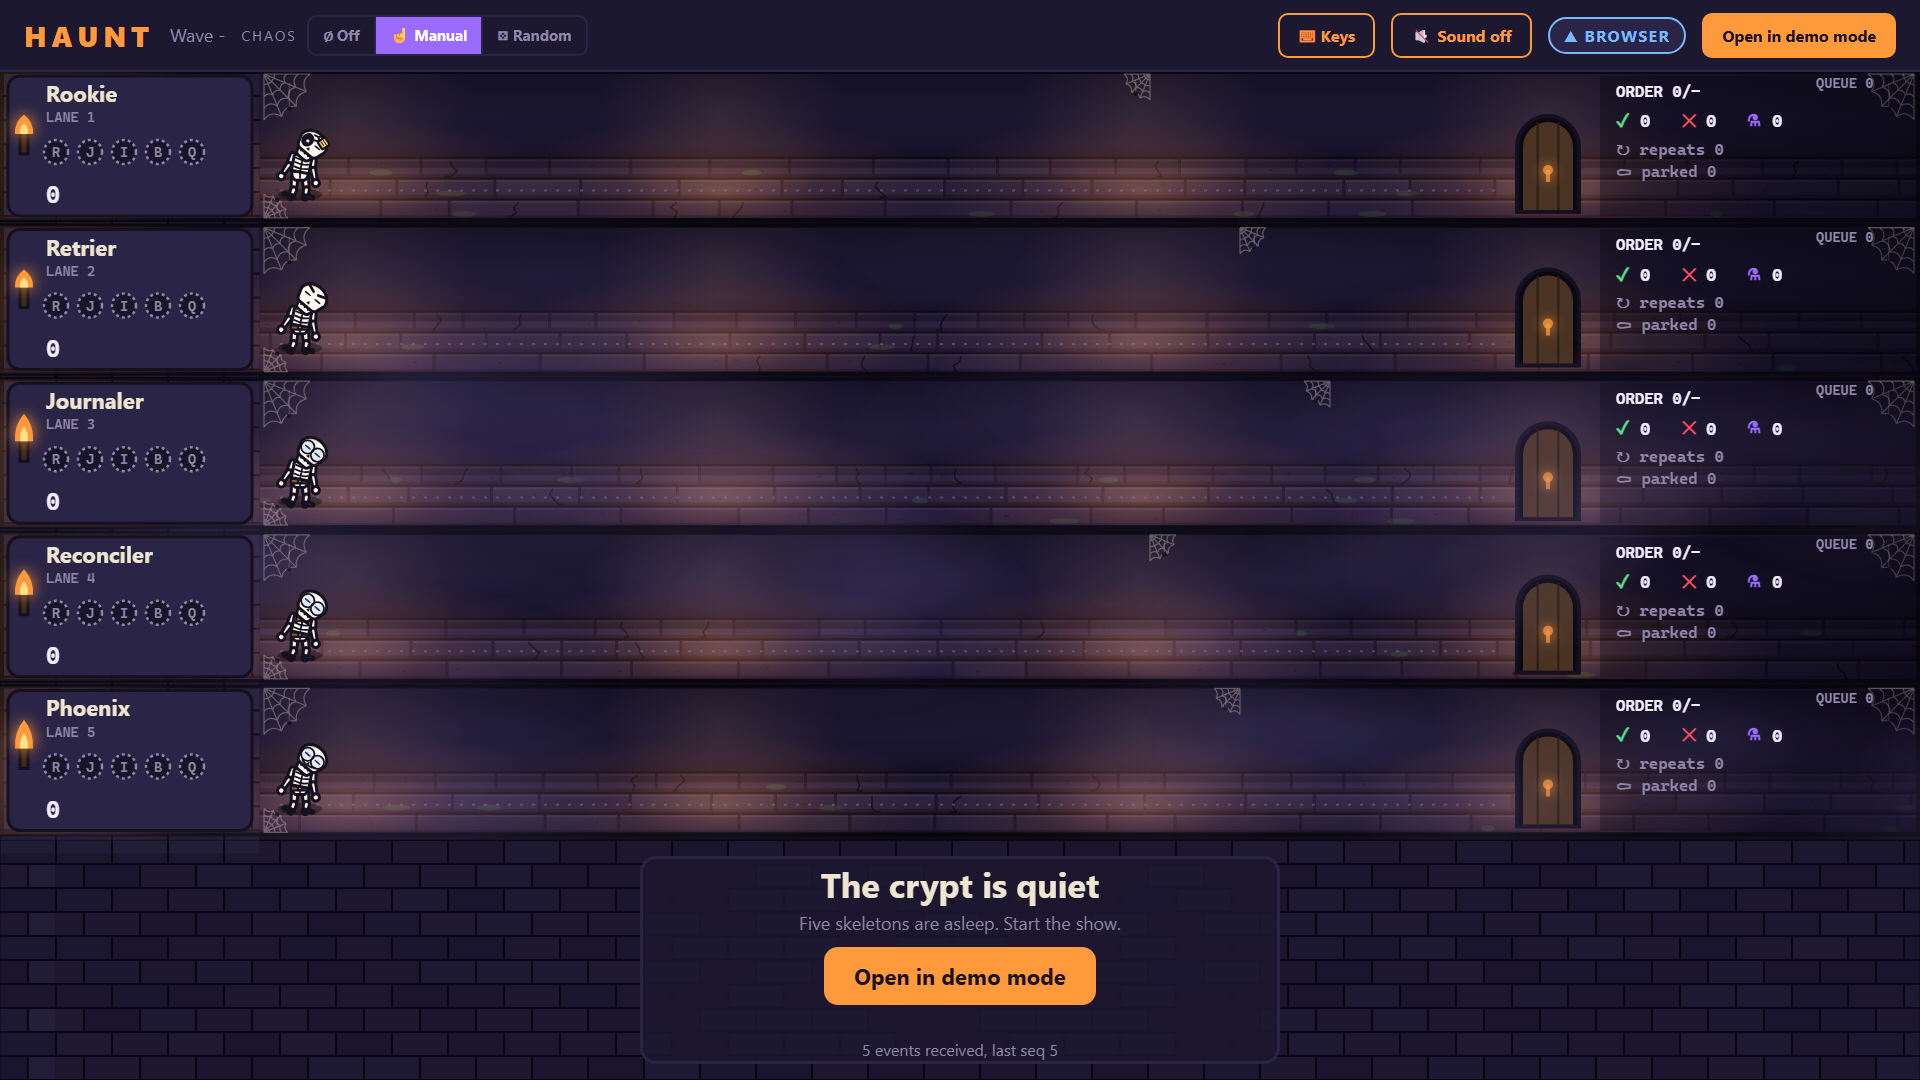 HAUNT Wave - CHAOS Ø Off Manual Random Keys Sound off BROWSER Open in demo mode
Rookie
LANE 1
R J I B Q
0
ORDER 0/– QUEUE 0
✓ 0 ✕ 0 0
↻ repeats 0
parked 0
Retrier
LANE 2
R J I B Q
0
ORDER 0/– QUEUE 0
✓ 0 ✕ 0 0
↻ repeats 0
parked 0
Journaler
LANE 3
R J I B Q
0
ORDER 0/– QUEUE 0
✓ 0 ✕ 0 0
↻ repeats 0
parked 0
Reconciler
LANE 4
R J I B Q
0
ORDER 0/– QUEUE 0
✓ 0 ✕ 0 0
↻ repeats 0
parked 0
Phoenix
LANE 5
R J I B Q
0
ORDER 0/– QUEUE 0
✓ 0 ✕ 0 0
↻ repeats 0
parked 0
The crypt is quiet
Five skeletons are asleep. Start the show.
Open in demo mode
5 events received, last seq 5